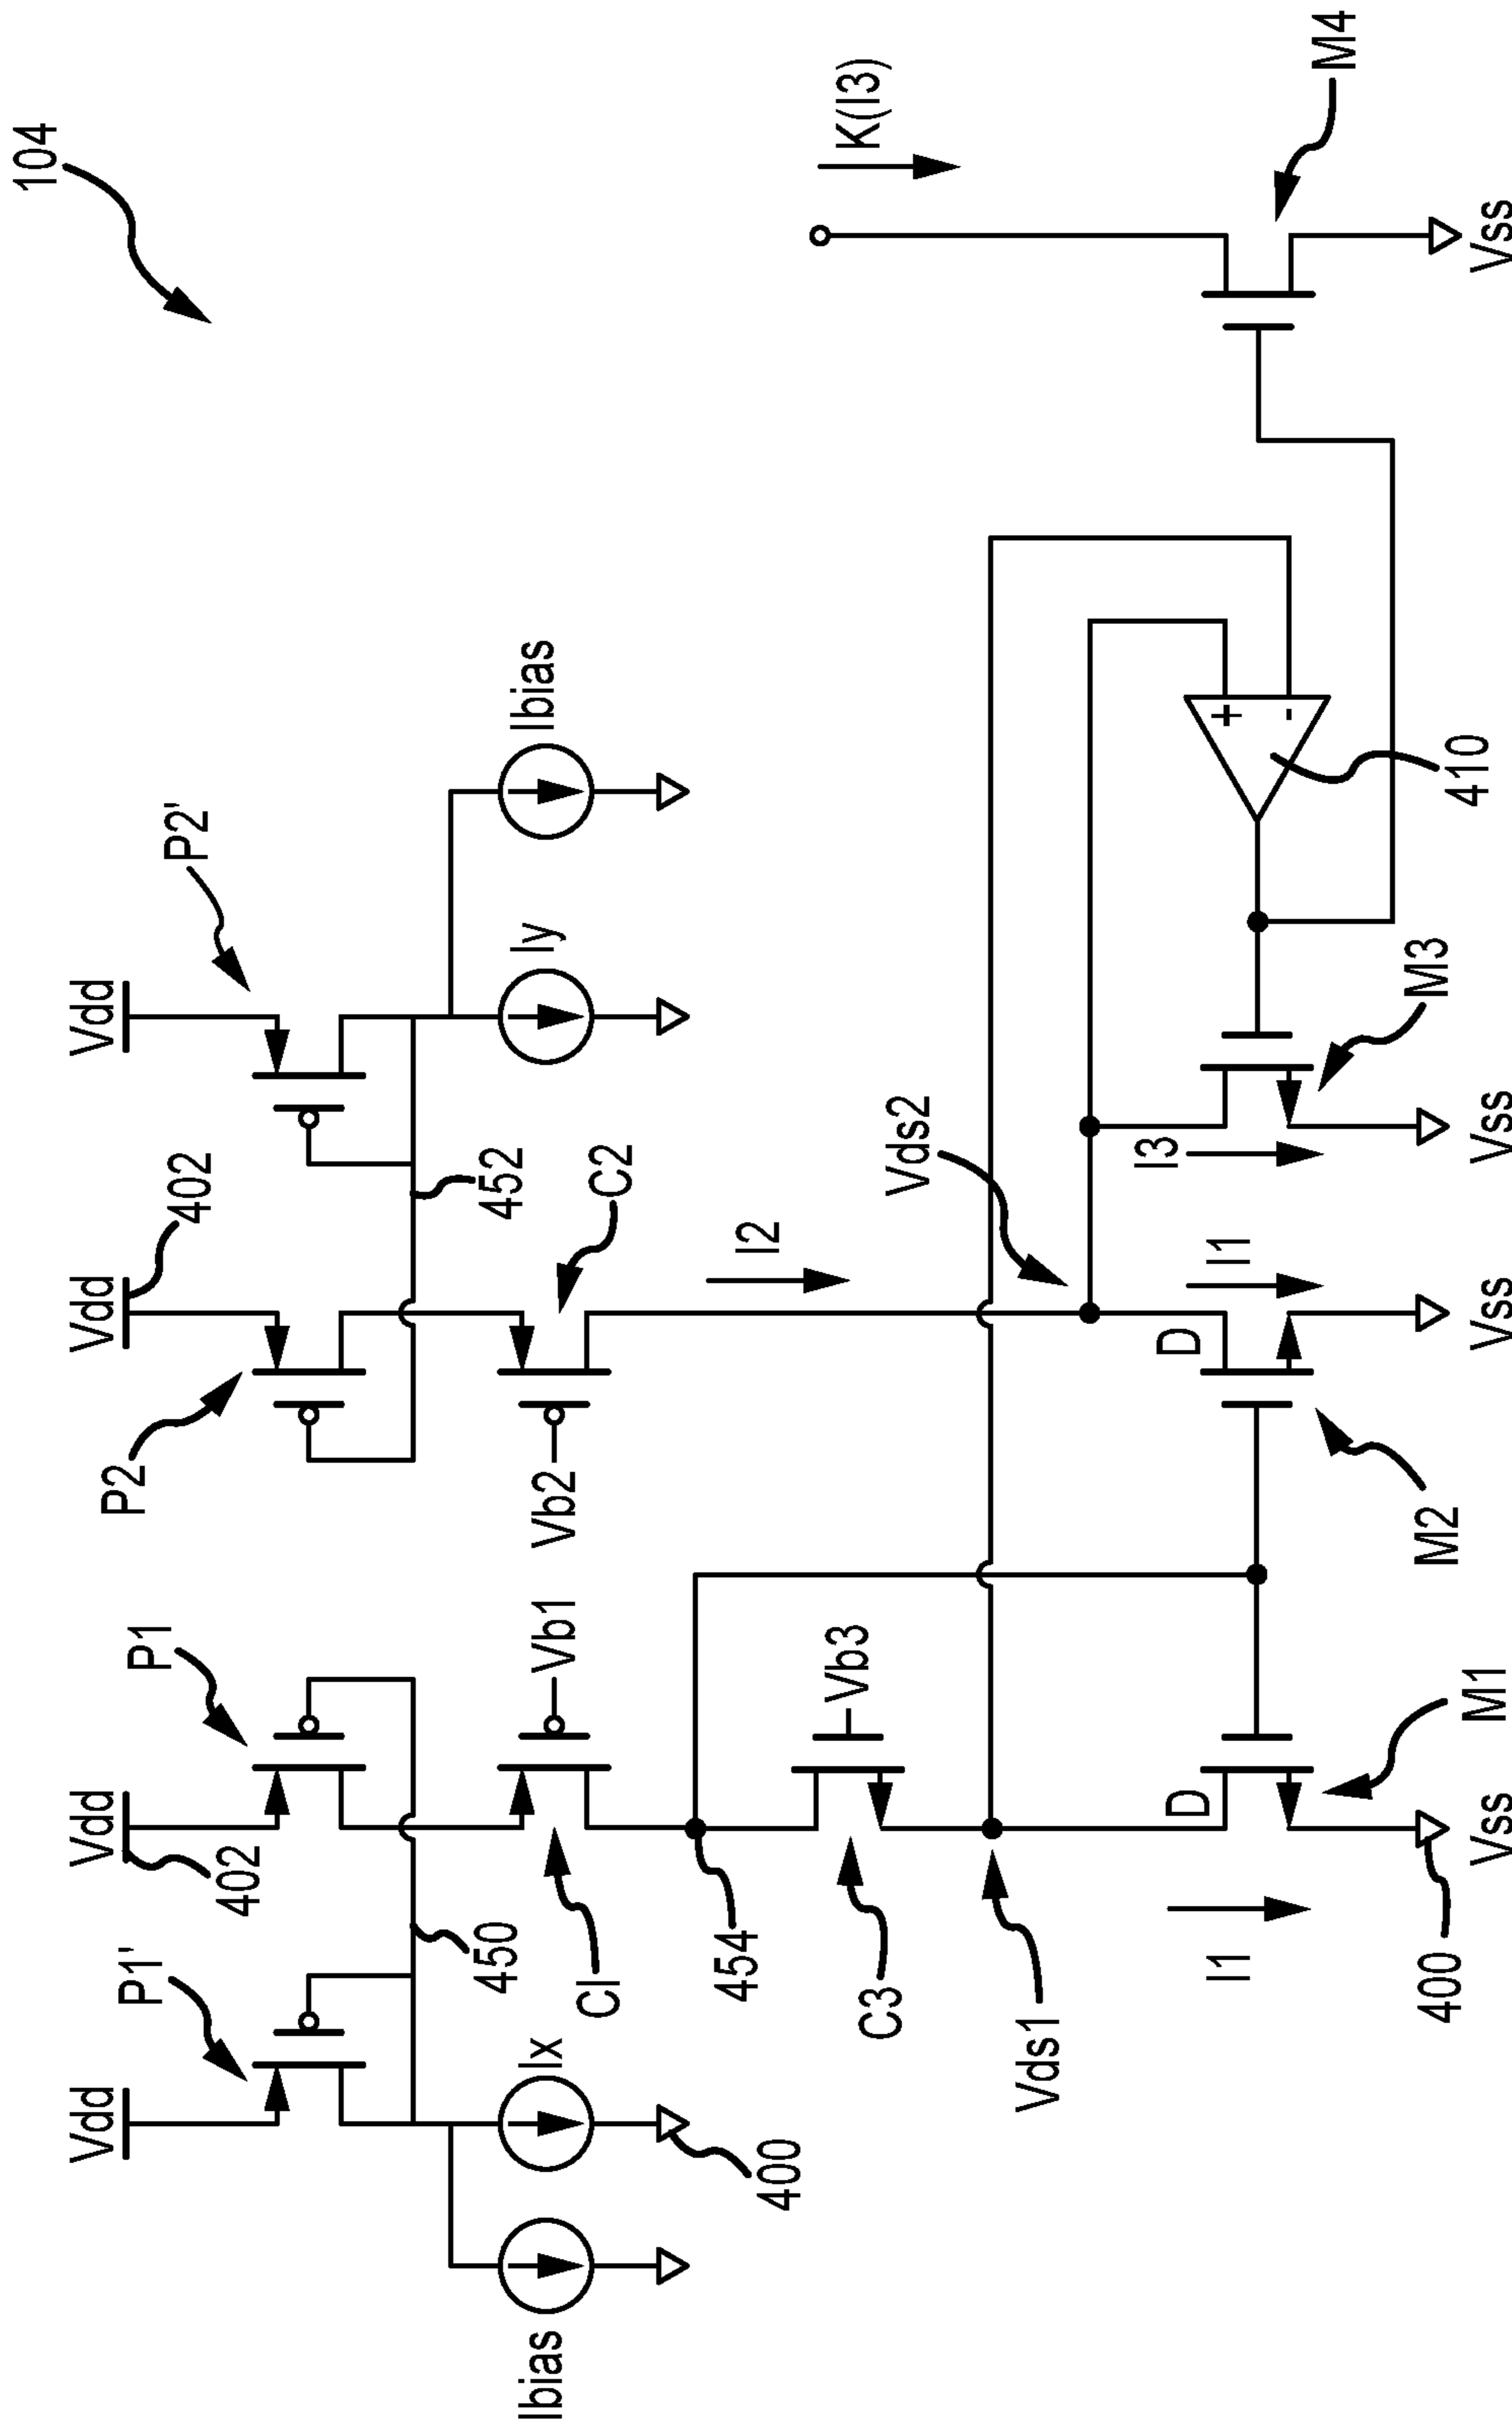 104
Vdd
Vdd
Vdd
Vdd
P1'
P1
P2
P2'
402
402
450
452
Ibias
Ix
Iy
Ibias
CI
Vb1
Vb2
C2
400
454
C3
Vb3
I2
K(I3)
Vds1
Vds2
I1
D
D
I1
I3
+
-
410
M4
400
M1
M2
M3
Vss
Vss
Vss
Vss